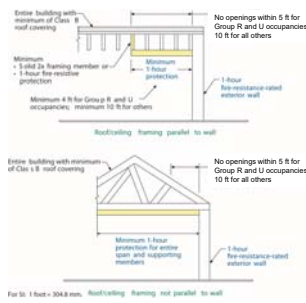 Entire building with
minimum of Class B
roof covering
No openings within 5 ft for
Group R and U occupancies
10 ft for all others
Minimum
• Solid 2x framing member or
• 1-hour fire-resistive
protection
Minimum
1-hour
protection
Minimum 4 ft for Group R and U
occupancies; minimum 10 ft for others
1-hour
fire-resistance-rated
exterior wall
Roof/ceiling framing parallel to wall
Entire building with minimum
of Class B roof covering
No openings within 5 ft for
Group R and U occupancies
10 ft for all others
Minimum 1-hour
protection for entire
span and supporting
members
1-hour
fire-resistance-rated
exterior wall
For SI: 1 foot = 304.8 mm.
Roof/ceiling framing not parallel to wall